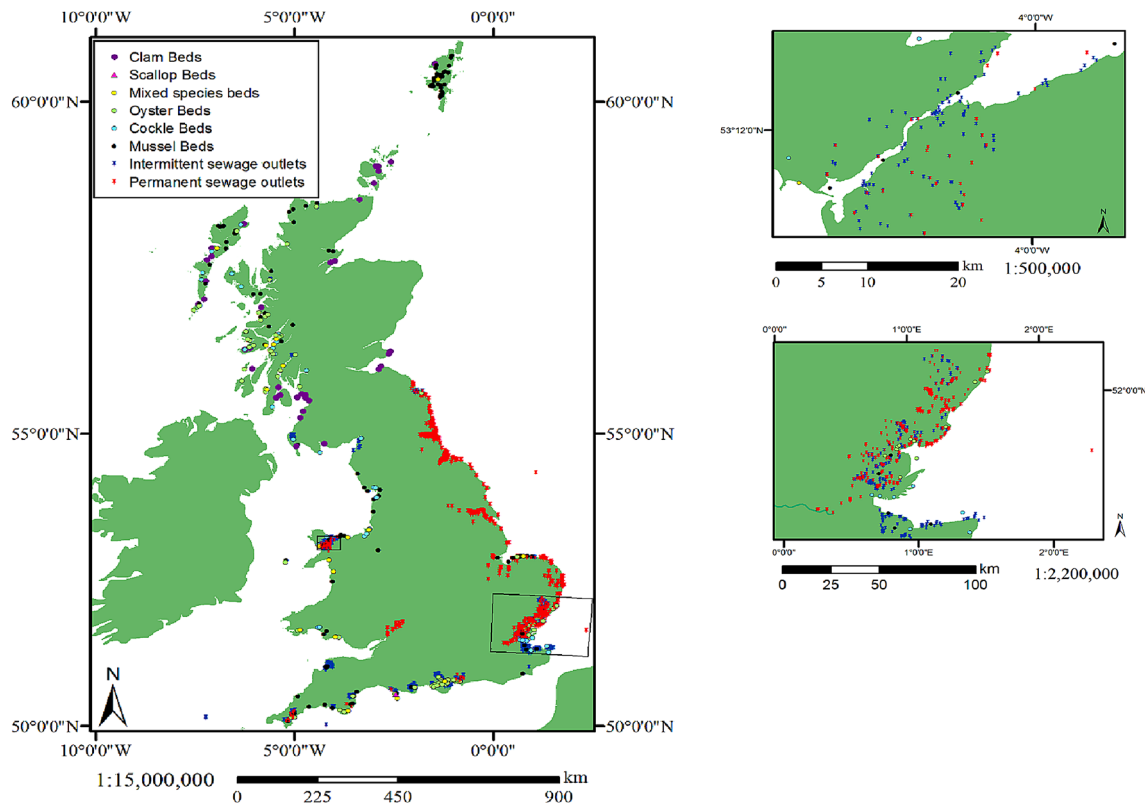 10°0'0"W 5°0'0"W 0°0'0"
Clam Beds
Scallop Beds
Mixed species beds
Oyster Beds
Cockle Beds
Mussel Beds
Intermittent sewage outlets
Permanent sewage outlets
60°0'0"N 60°0'0"N
55°0'0"N 55°0'0"N
50°0'0"N 50°0'0"N
N
10°0'0"W 5°0'0"W 0°0'0"
1:15,000,000
km
0 225 450 900
4°0'0"W
53°12'0"N
N
4°0'0"W
km
0 5 10 20
1:500,000
0°0'0" 1°0'0"E 2°0'0"E
52°0'0"N
N
0°0'0" 1°0'0"E 2°0'0"E
km
0 25 50 100
1:2,200,000